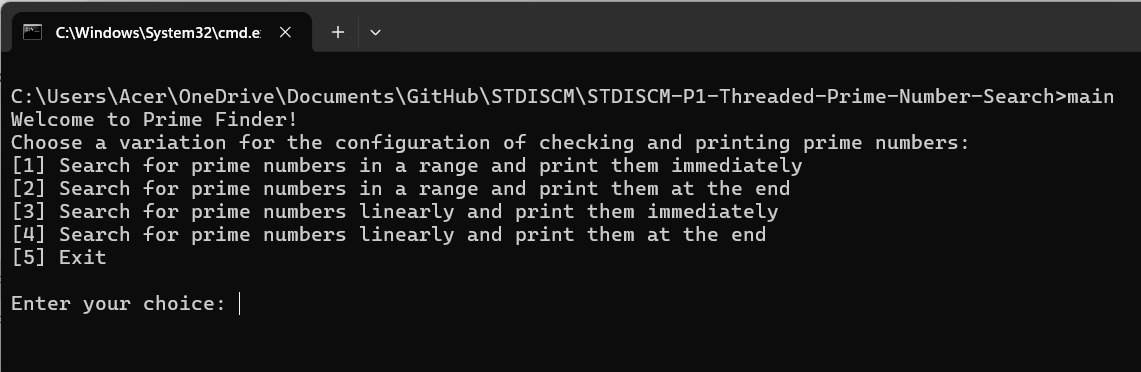 C:\Windows\System32\cmd.e
C:\Users\Acer\OneDrive\Documents\GitHub\STDISCM\STDISCM-P1-Threaded-Prime-Number-Search>main
Welcome to Prime Finder!
Choose a variation for the configuration of checking and printing prime numbers:
[1] Search for prime numbers in a range and print them immediately
[2] Search for prime numbers in a range and print them at the end
[3] Search for prime numbers linearly and print them immediately
[4] Search for prime numbers linearly and print them at the end
[5] Exit
Enter your choice: